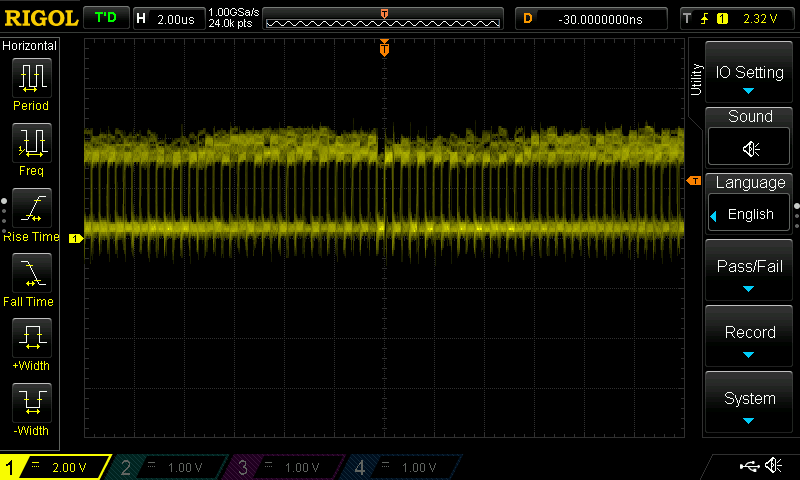 RIGOL T'D H 2.00us 1.00GSa/s 24.0k pts T D -30.0000000ns T 1 2.32 V
Horizontal
Period
Freq
Rise Time
Fall Time
+Width
-Width
T
T
1
Utility
IO Setting
Sound
Language
English
Pass/Fail
Record
System
1 2.00 V 2 1.00 V 3 1.00 V 4 1.00 V